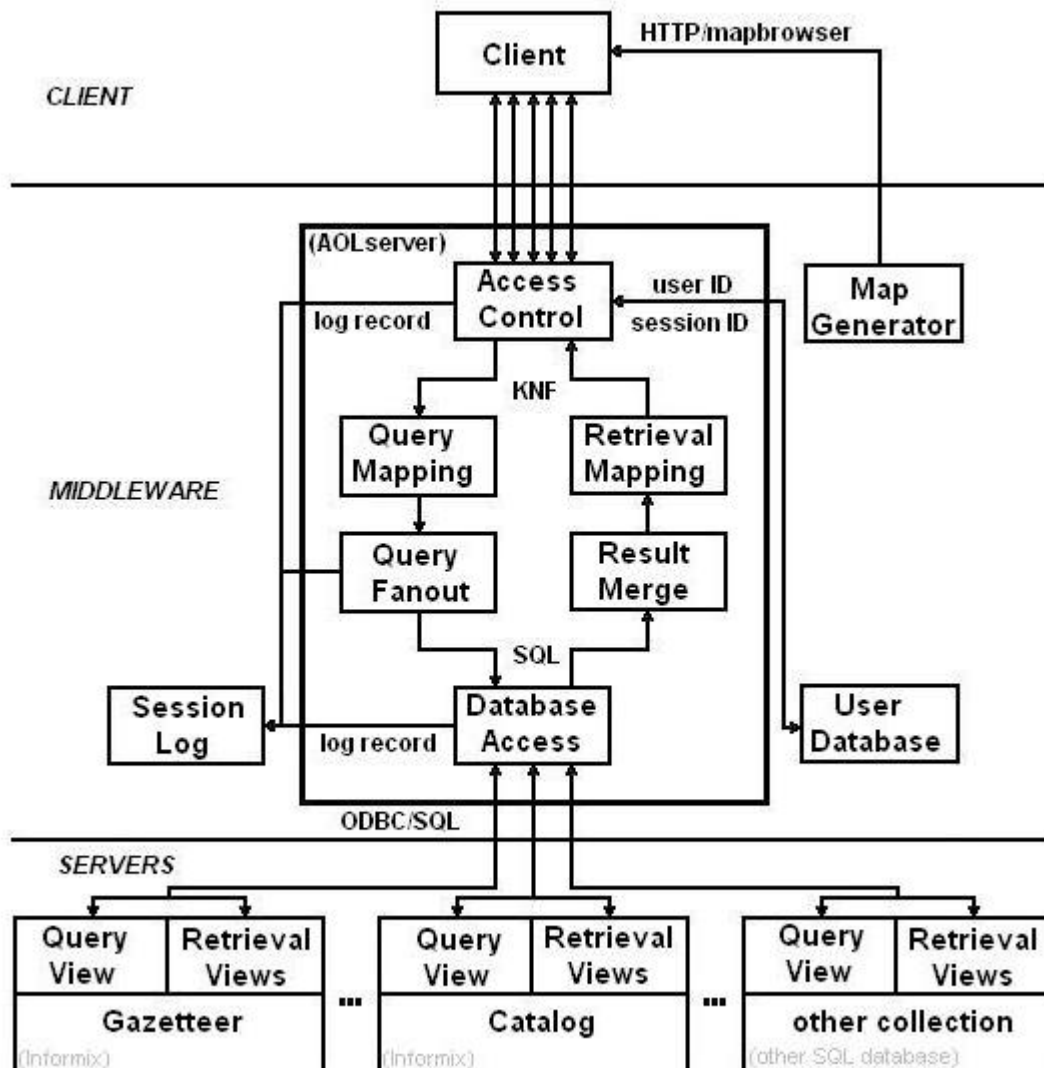 HTTP/mapbrowser
Client
CLIENT
(AOLserver)
Access
Control
user ID
session ID
log record
Map
Generator
KNF
Query
Mapping
Retrieval
Mapping
MIDDLEWARE
Query
Fanout
Result
Merge
SQL
Session
Log
Database
Access
log record
User
Database
ODBC/SQL
SERVERS
Query
View
Retrieval
Views
Gazetteer
(Informix)
...
Query
View
Retrieval
Views
Catalog
(Informix)
...
Query
View
Retrieval
Views
other collection
(other SQL database)